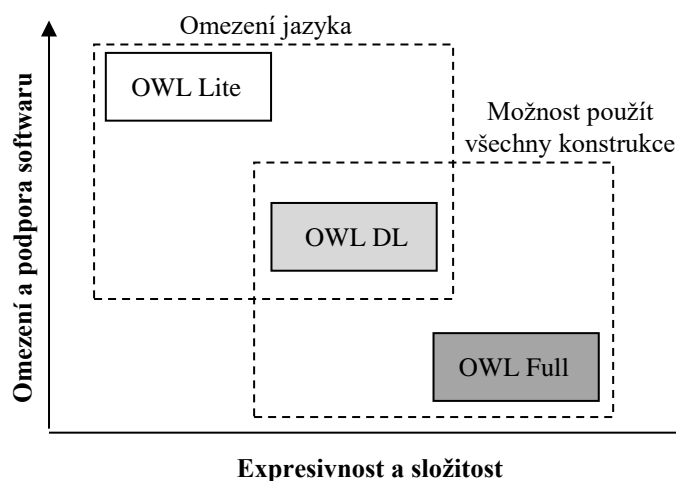 Omezení jazyka
OWL Lite
Možnost použít
všechny konstrukce
OWL DL
OWL Full
Omezení a podpora softwaru
Expresivnost a složitost